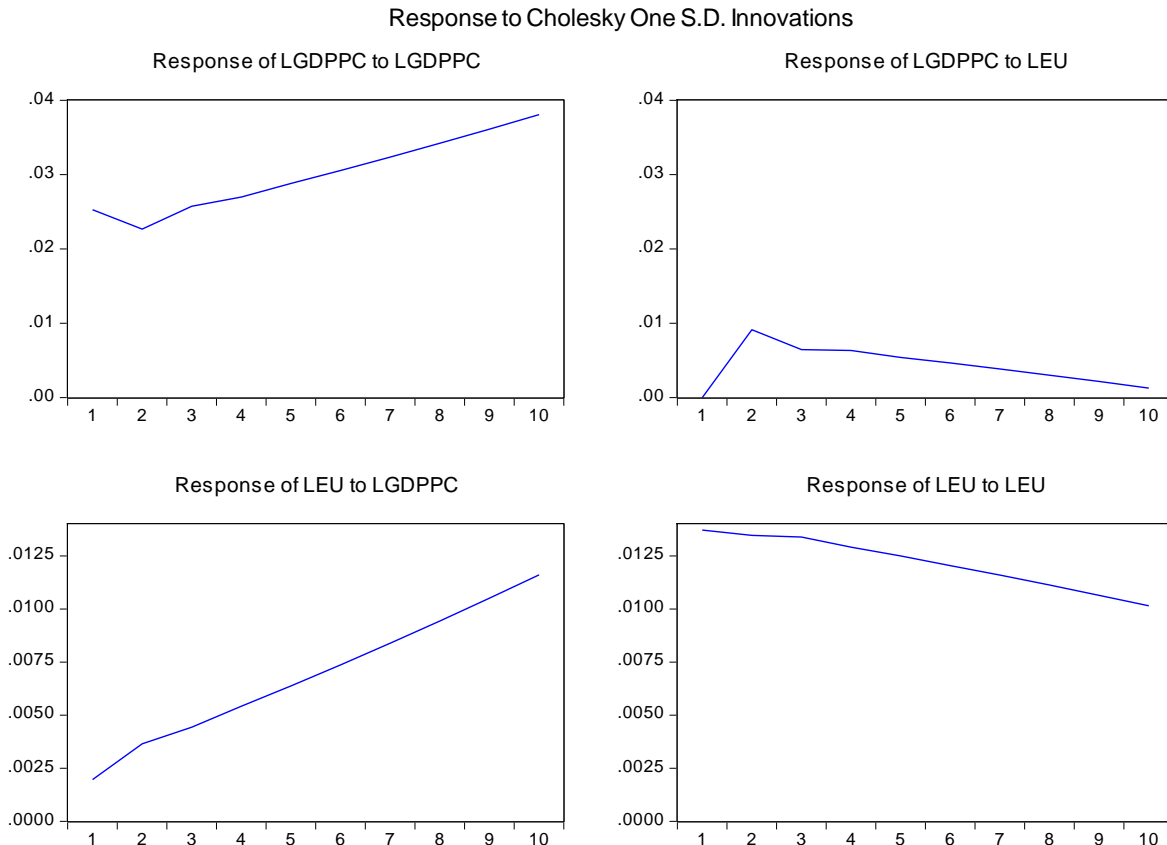 Response to Cholesky One S.D. Innovations
Response of LGDPPC to LGDPPC
.04
.03
.02
.01
.00
1 2 3 4 5 6 7 8 9 10
Response of LGDPPC to LEU
.04
.03
.02
.01
.00
1 2 3 4 5 6 7 8 9 10
Response of LEU to LGDPPC
.0125
.0100
.0075
.0050
.0025
.0000
1 2 3 4 5 6 7 8 9 10
Response of LEU to LEU
.0125
.0100
.0075
.0050
.0025
.0000
1 2 3 4 5 6 7 8 9 10